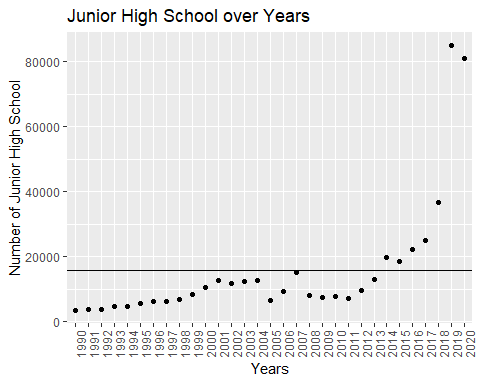 Junior High School over Years
Number of Junior High School
80000
60000
40000
20000
0
1990 1991 1992 1993 1994 1995 1996 1997 1998 1999 2000 2001 2002 2003 2004 2005 2006 2007 2008 2009 2010 2011 2012 2013 2014 2015 2016 2017 2018 2019 2020
Years